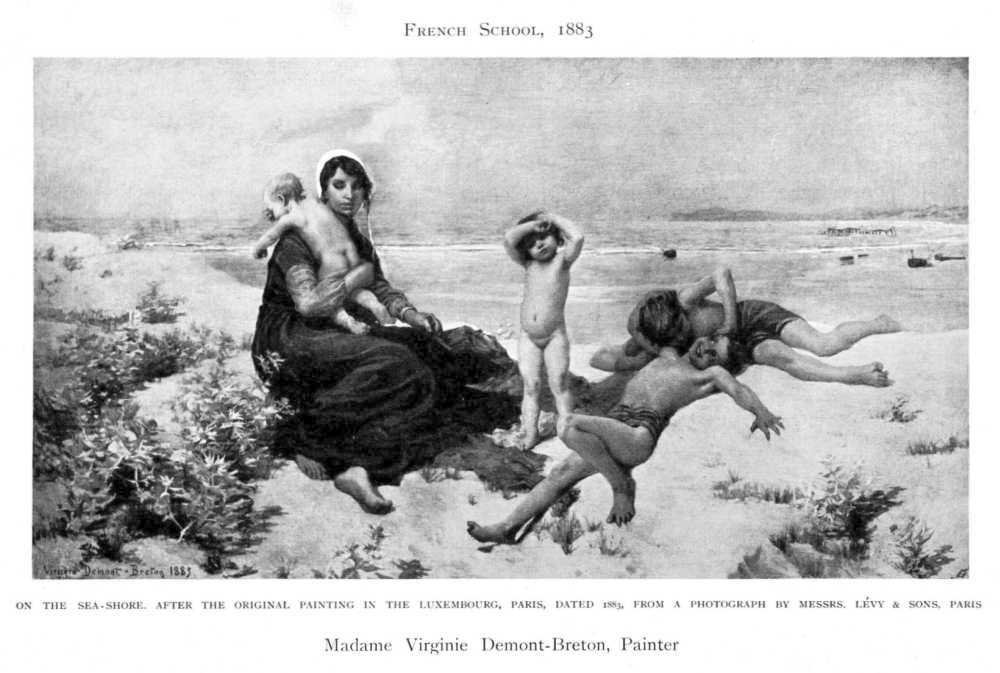 FRENCH SCHOOL, 1883
Virginie Demont-Breton 1883
ON THE SEA-SHORE. AFTER THE ORIGINAL PAINTING IN THE LUXEMBOURG, PARIS, DATED 1883, FROM A PHOTOGRAPH BY MESSRS. LÉVY & SONS, PARIS
Madame Virginie Demont-Breton, Painter